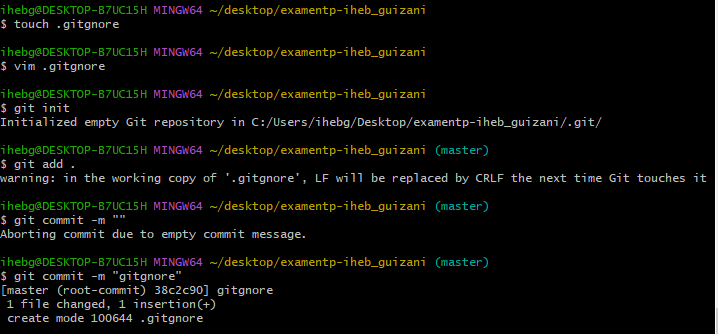 ihebg@DESKTOP-B7UC15H MINGW64 ~/desktop/examentp-iheb_guizani
$ touch .gitgnore
ihebg@DESKTOP-B7UC15H MINGW64 ~/desktop/examentp-iheb_guizani
$ vim .gitgnore
ihebg@DESKTOP-B7UC15H MINGW64 ~/desktop/examentp-iheb_guizani
$ git init
Initialized empty Git repository in C:/Users/ihebg/Desktop/examentp-iheb_guizani/.git/
ihebg@DESKTOP-B7UC15H MINGW64 ~/desktop/examentp-iheb_guizani (master)
$ git add .
warning: in the working copy of '.gitgnore', LF will be replaced by CRLF the next time Git touches it
ihebg@DESKTOP-B7UC15H MINGW64 ~/desktop/examentp-iheb_guizani (master)
$ git commit -m ""
Aborting commit due to empty commit message.
ihebg@DESKTOP-B7UC15H MINGW64 ~/desktop/examentp-iheb_guizani (master)
$ git commit -m "gitgnore"
[master (root-commit) 38c2c90] gitgnore
1 file changed, 1 insertion(+)
create mode 100644 .gitgnore